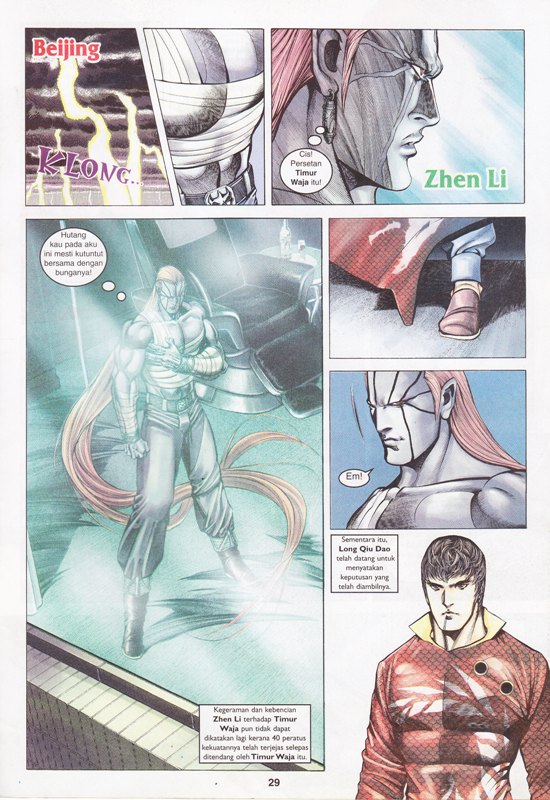 Beijing
KLONG...
Cis!
Persetan
Timur
Waja itu!
Zhen Li
Hutang
kau pada aku
ini mesti kutuntut
bersama dengan
bunganya!
Em!
Sementara itu,
Long Qiu Dao
telah datang untuk
menyatakan
keputusan yang
telah diambilnya.
Kegeraman dan kebencian
Zhen Li terhadap Timur
Waja pun tidak dapat
dikatakan lagi kerana 40 peratus
kekuatannya telah terjejas selepas
ditendang oleh Timur Waja itu.
29